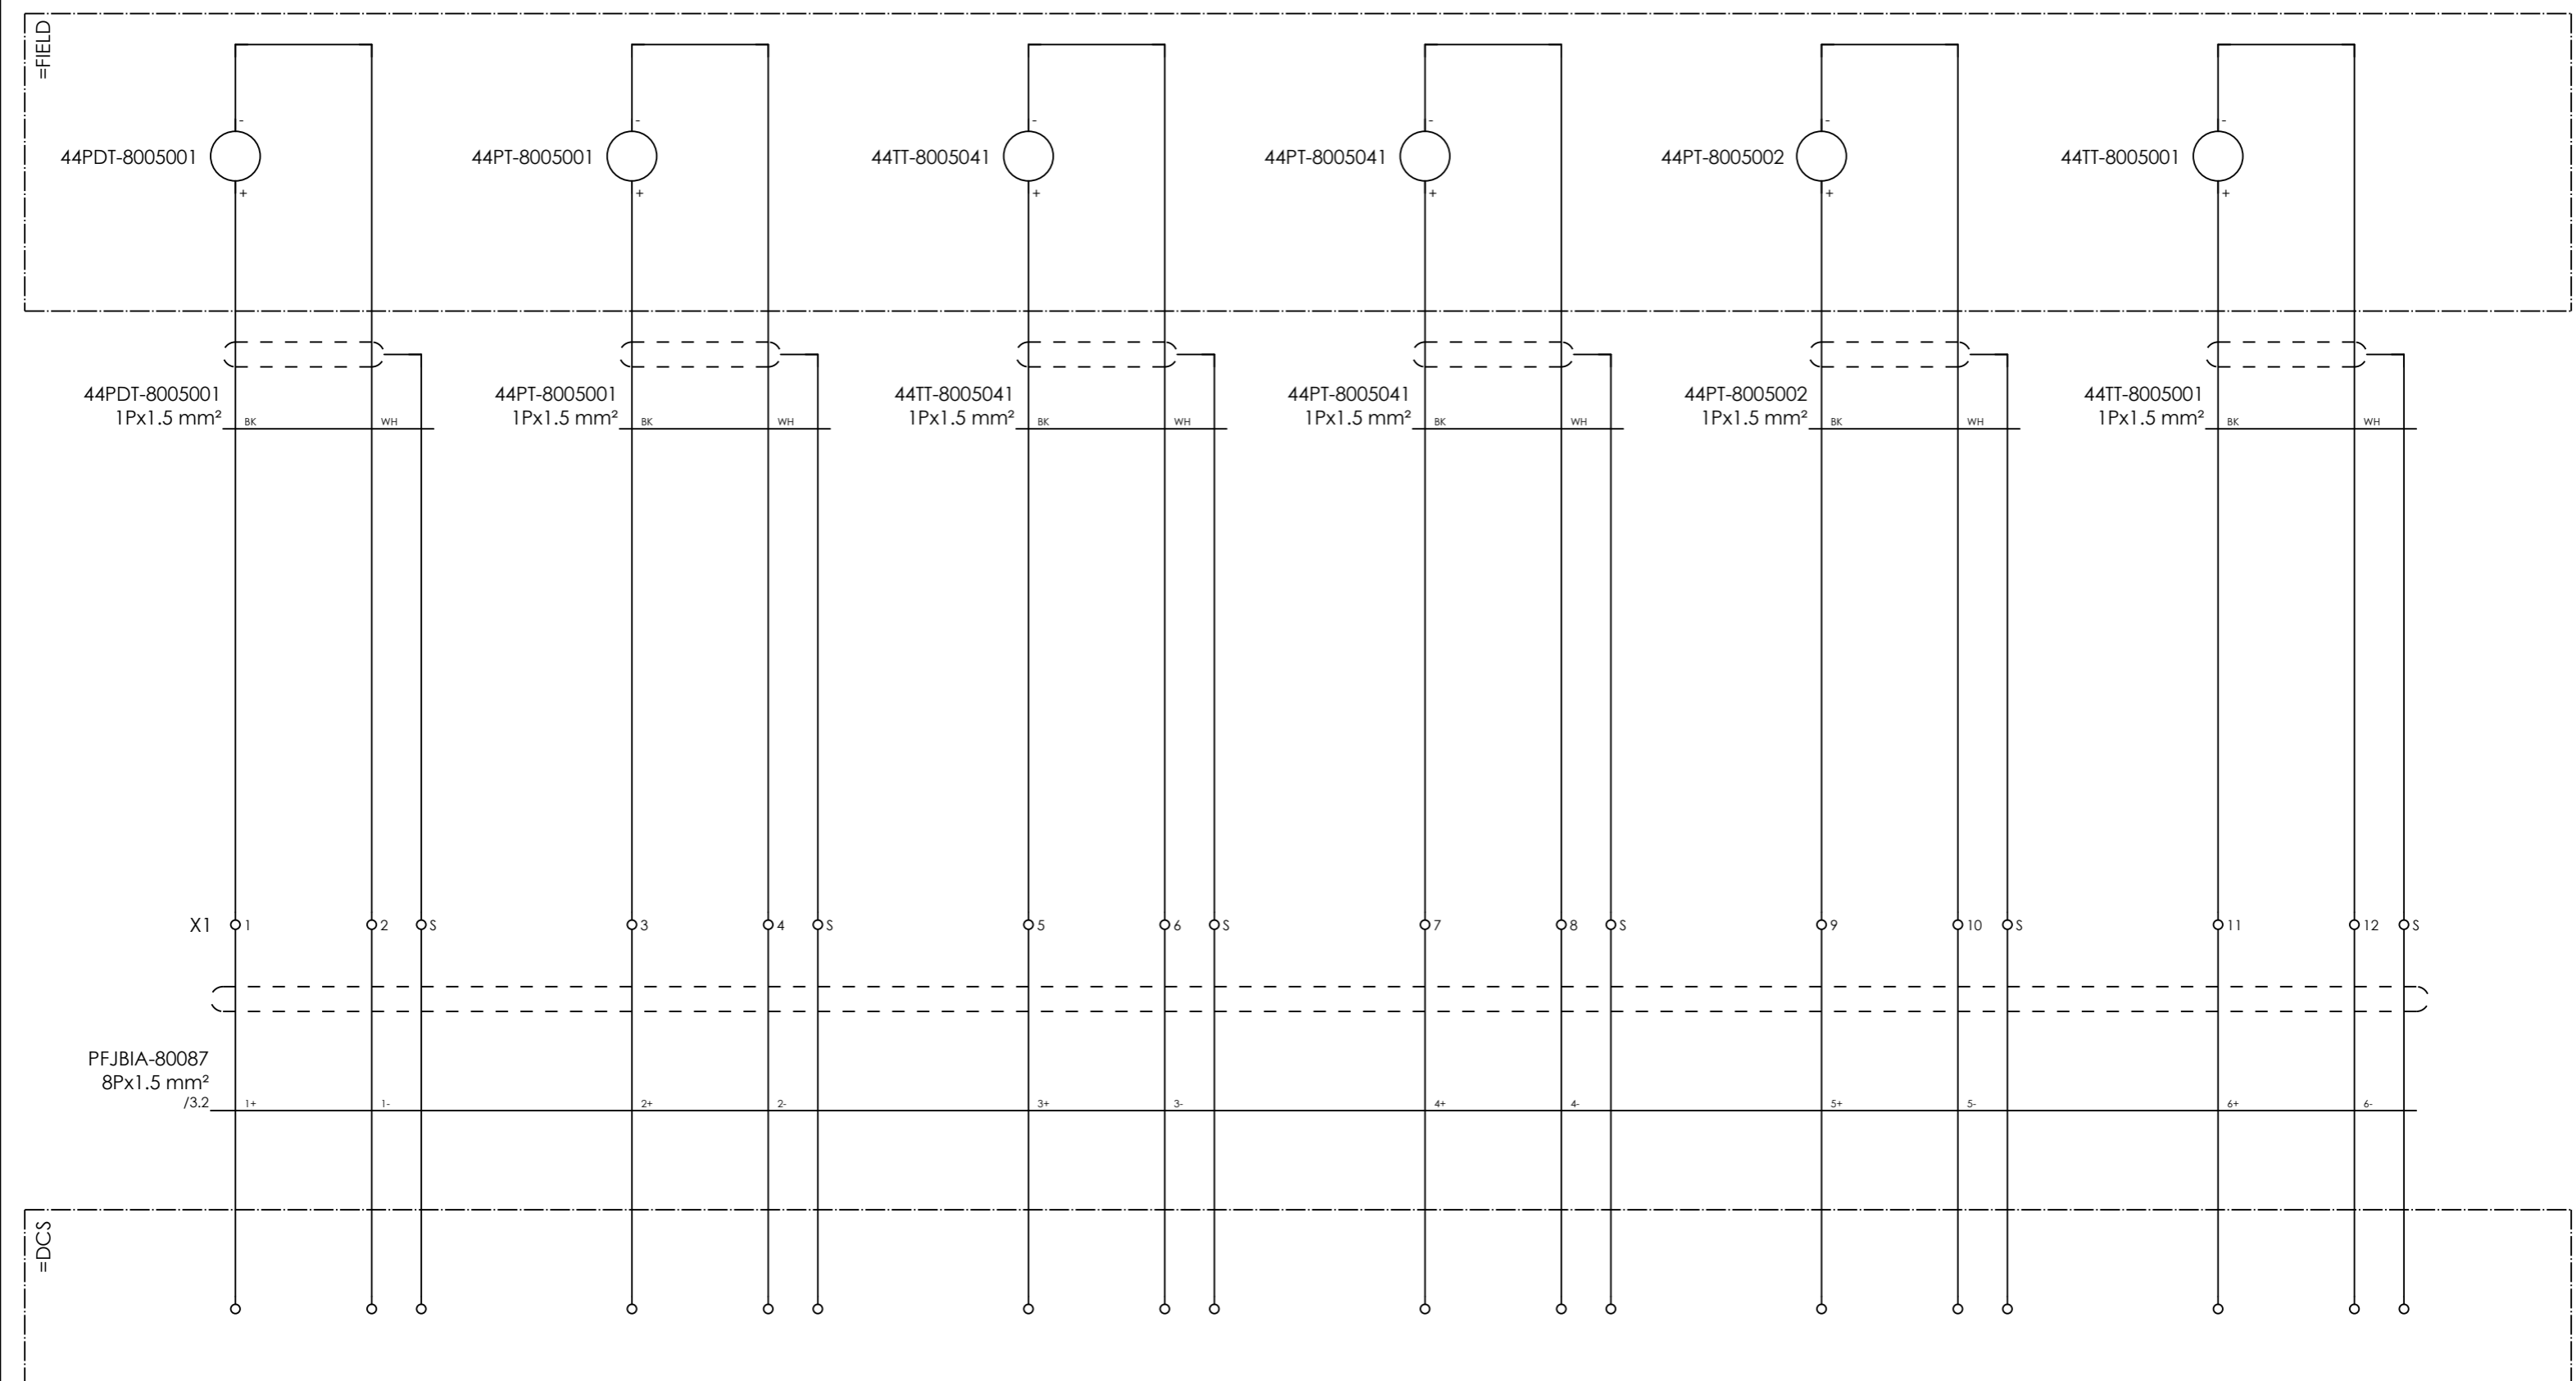 =FIELD
- - - - - -
44PDT-8005001 44PT-8005001 44TT-8005041 44PT-8005041 44PT-8005002 44TT-8005001
+ + + + + +
44PDT-8005001 44PT-8005001 44TT-8005041 44PT-8005041 44PT-8005002 44TT-8005001
1Px1.5 mm² BK WH 1Px1.5 mm² BK WH 1Px1.5 mm² BK WH 1Px1.5 mm² BK WH 1Px1.5 mm² BK WH 1Px1.5 mm² BK WH
X1 1 2 S 3 4 S 5 6 S 7 8 S 9 10 S 11 12 S
PFJBIA-80087
8Px1.5 mm²
/3.2 1+ 1- 2+ 2- 3+ 3- 4+ 4- 5+ 5- 6+ 6-
=DCS